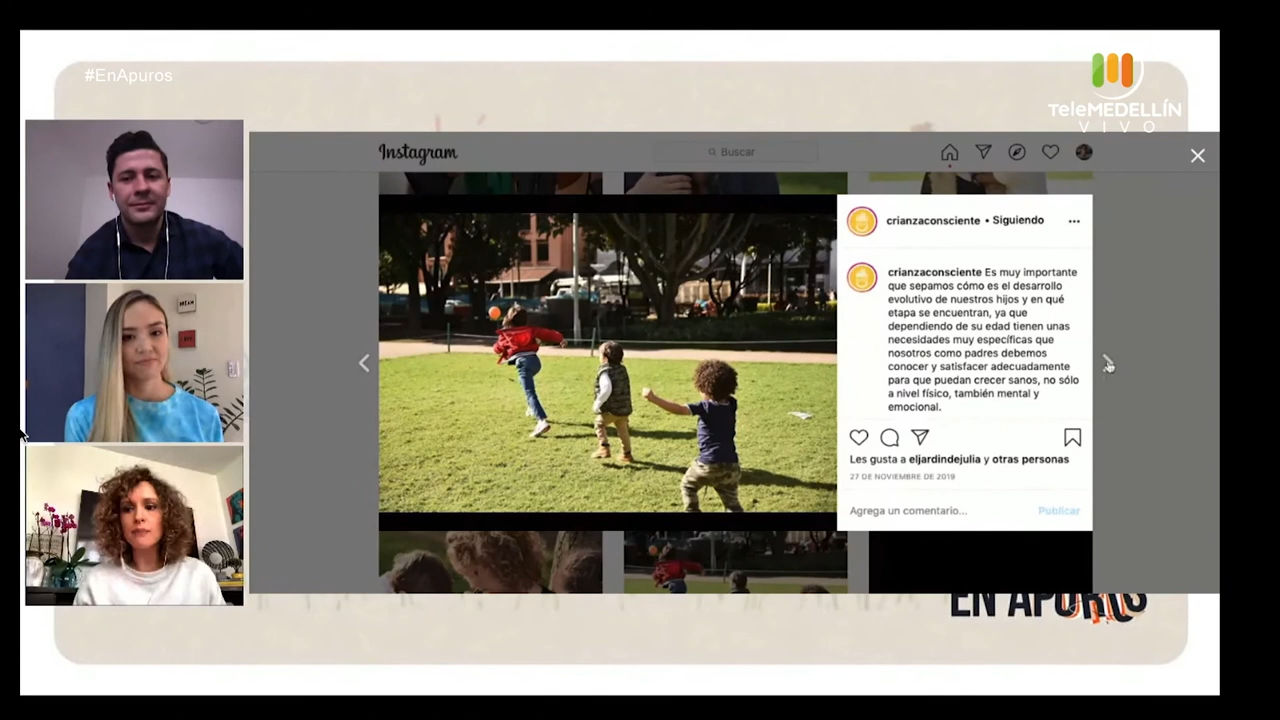 #EnApuros
TeleMEDELLÍN
VIVO
Instagram
Buscar
crianzaconsciente • Siguiendo
crianzaconsciente Es muy importante
que sepamos cómo es el desarrollo
evolutivo de nuestros hijos y en qué
etapa se encuentran, ya que
dependiendo de su edad tienen unas
necesidades muy específicas que
nosotros como padres debemos
conocer y satisfacer adecuadamente
para que puedan crecer sanos, no sólo
a nivel físico, también mental y
emocional.
Les gusta a eljardindejulia y otras personas
27 DE NOVIEMBRE DE 2019
Agrega un comentario...
Publicar
EN APUROS